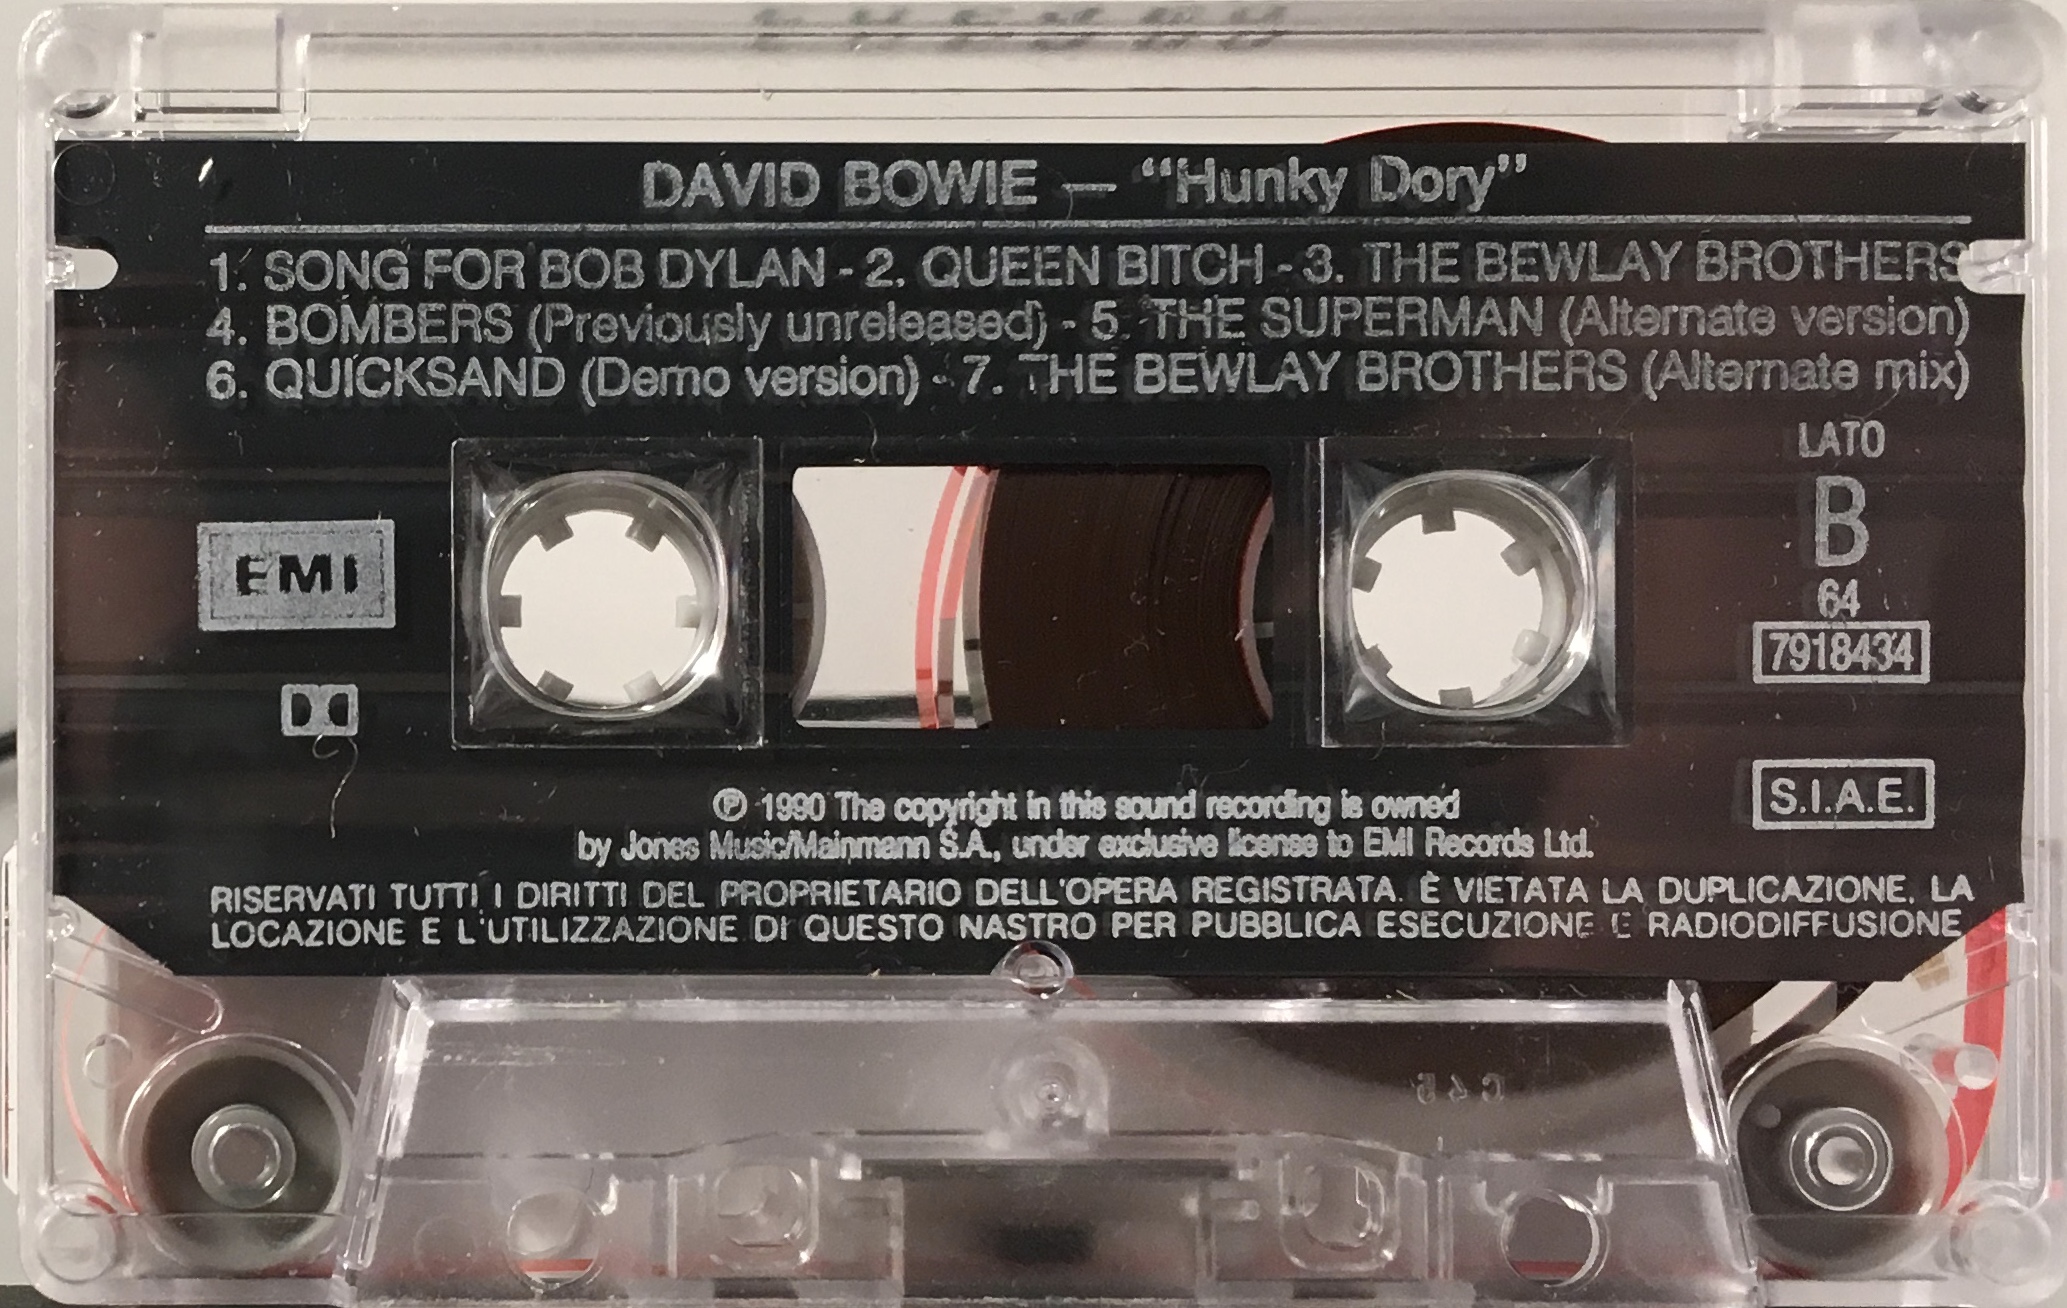 DAVID BOWIE — “Hunky Dory”
1. SONG FOR BOB DYLAN - 2. QUEEN BITCH - 3. THE BEWLAY BROTHERS
4. BOMBERS (Previously unreleased) - 5. THE SUPERMAN (Alternate version)
6. QUICKSAND (Demo version) - 7. THE BEWLAY BROTHERS (Alternate mix)
LATO
B
64
7918434
EMI
S.I.A.E.
℗ 1990 The copyright in this sound recording is owned
by Jones Music/Mainmann S.A., under exclusive license to EMI Records Ltd.
RISERVATI TUTTI I DIRITTI DEL PROPRIETARIO DELL'OPERA REGISTRATA. È VIETATA LA DUPLICAZIONE, LA
LOCAZIONE E L'UTILIZZAZIONE DI QUESTO NASTRO PER PUBBLICA ESECUZIONE E RADIODIFFUSIONE
C 45